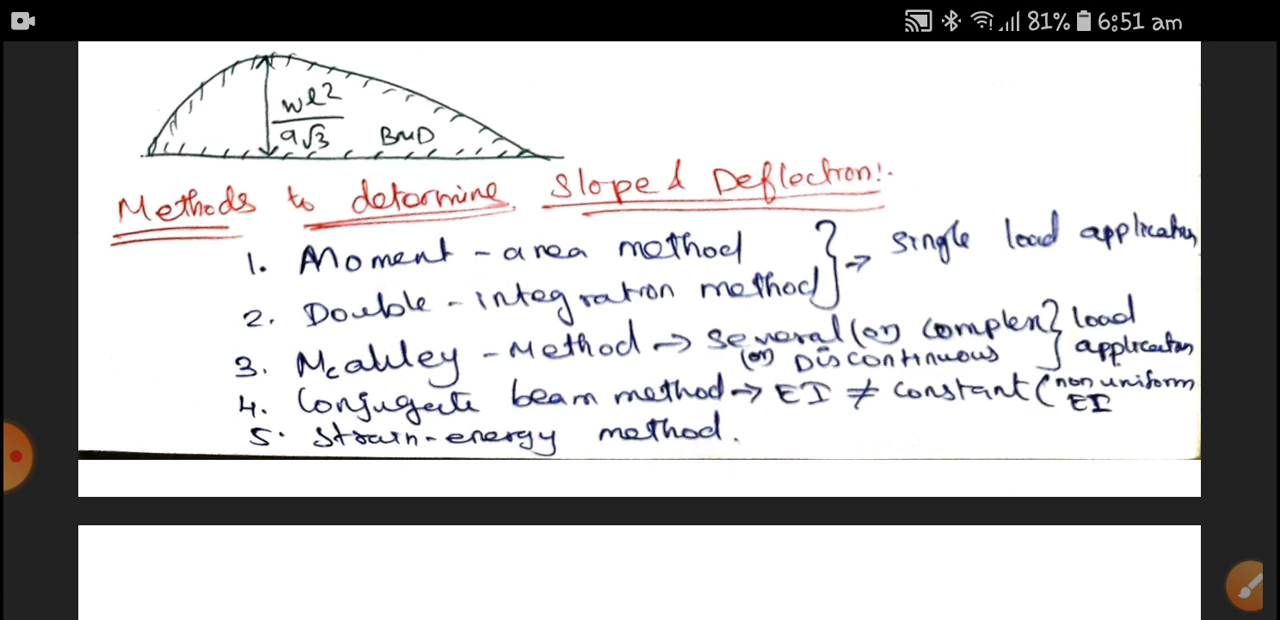 81% 6:51 am
wl²
9√3
BMD
Methods to determine Slope & Deflection:.
1. Moment-area method
2. Double-integration method } → single load application
3. Mcauley-Method → several (or) complex } load application
(or) Discontinuous
4. Conjugate beam method → EI ≠ constant (non uniform
EI
5. Strain-energy method.